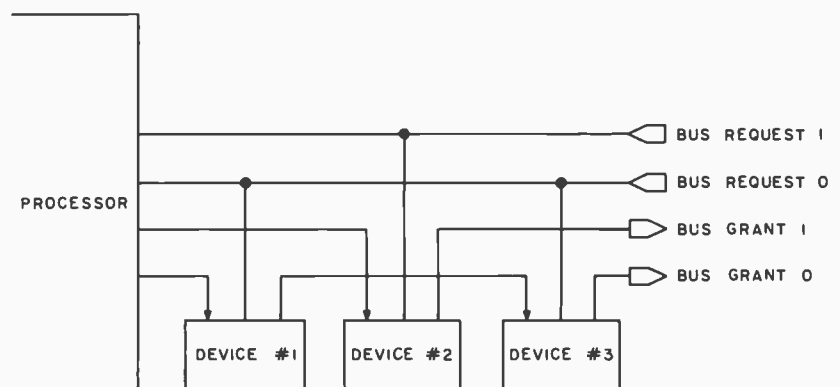 BUS REQUEST 1
BUS REQUEST 0
PROCESSOR
BUS GRANT 1
BUS GRANT 0
DEVICE #1
DEVICE #2
DEVICE #3